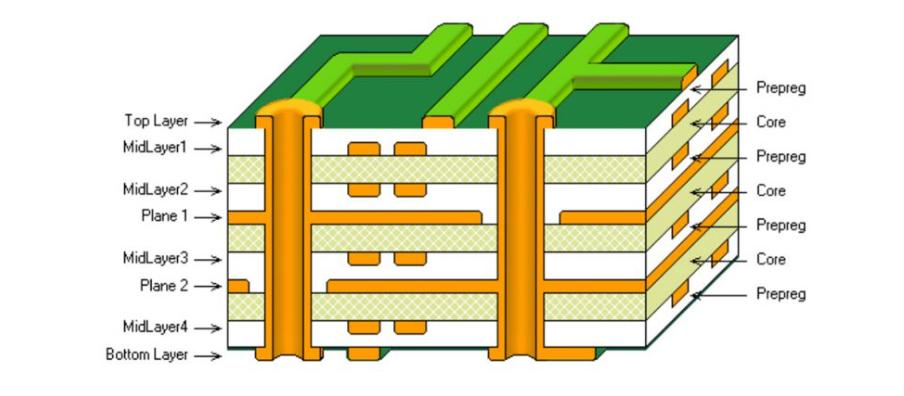 Top Layer
MidLayer1
MidLayer2
Plane 1
MidLayer3
Plane 2
MidLayer4
Bottom Layer
Prepreg
Core
Prepreg
Core
Prepreg
Core
Prepreg